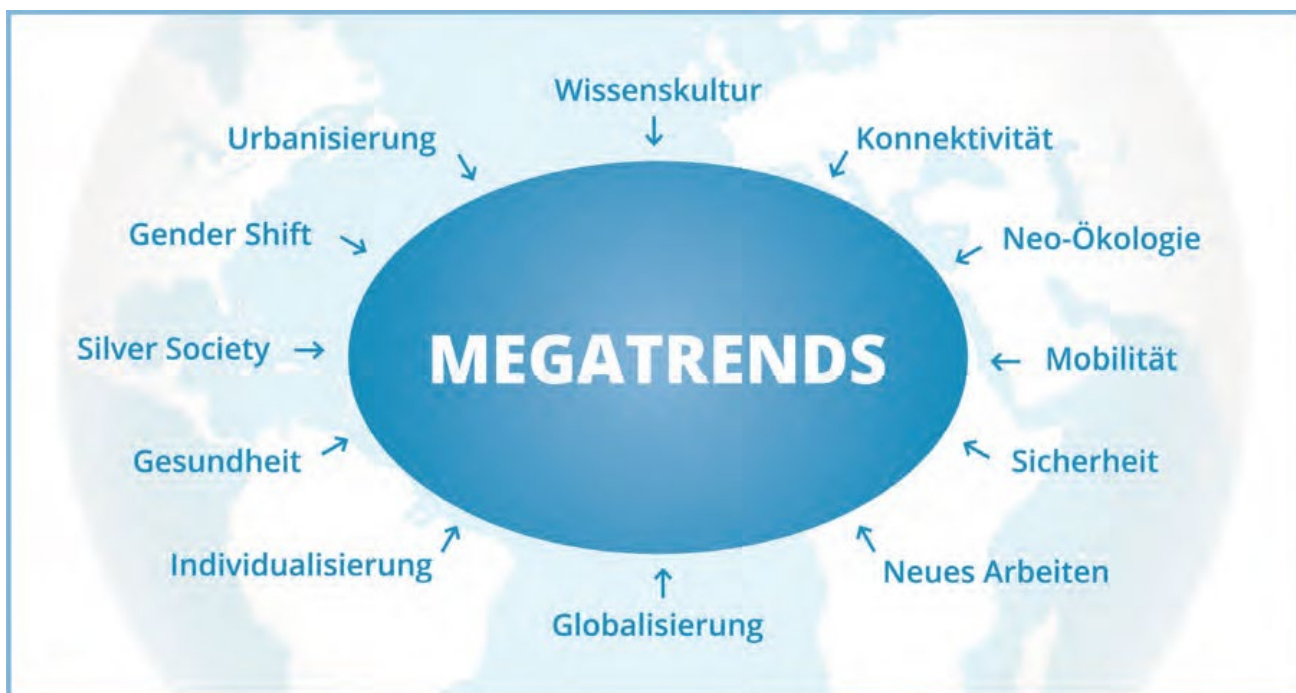 Wissenskultur
Urbanisierung
Konnektivität
Gender Shift
Neo-Ökologie
Silver Society
MEGATRENDS
Mobilität
Gesundheit
Sicherheit
Individualisierung
Neues Arbeiten
Globalisierung